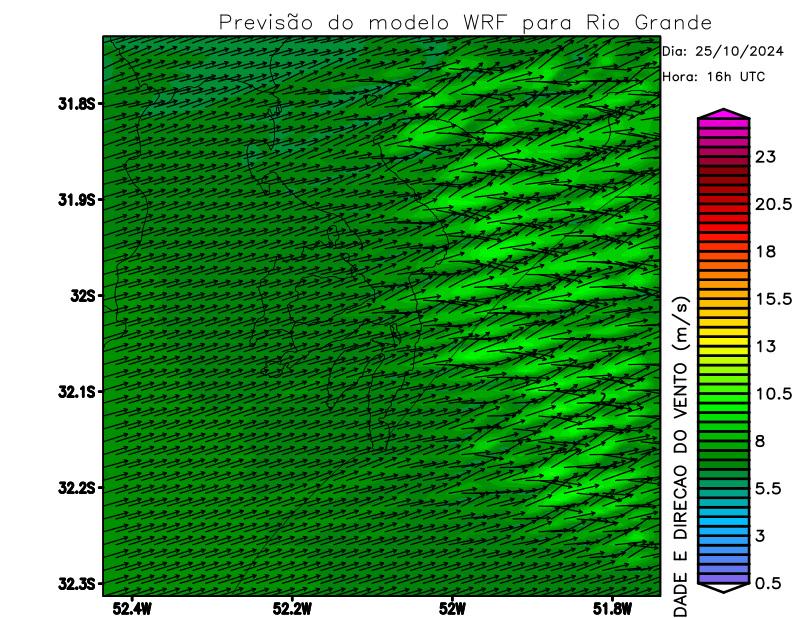 Previsão do modelo WRF para Rio Grande
Dia: 25/10/2024
Hora: 16h UTC
31.8S
31.9S
32S
32.1S
32.2S
32.3S
52.4W
52.2W
52W
51.8W
23
20.5
18
15.5
13
10.5
8
5.5
3
0.5
DADE E DIRECAO DO VENTO (m/s)